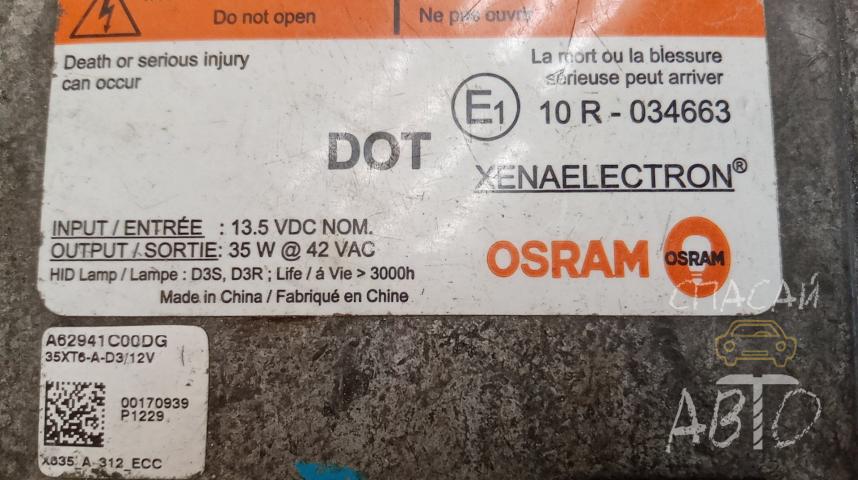 Do not open
Ne pas ouvrir
Death or serious injury
can occur
La mort ou la blessure
sérieuse peut arriver
E1
10 R - 034663
DOT
XENAELECTRON®
INPUT / ENTRÉE : 13.5 VDC NOM.
OUTPUT / SORTIE: 35 W @ 42 VAC
HID Lamp / Lampe : D3S, D3R ; Life / á Vie > 3000h
Made in China / Fabriqué en Chine
OSRAM
OSRAM
A62941C00DG
35XT6-A-D3/12V
00170939
P1229
X635_A_312_ECC
СПАСАЙ
АВТО